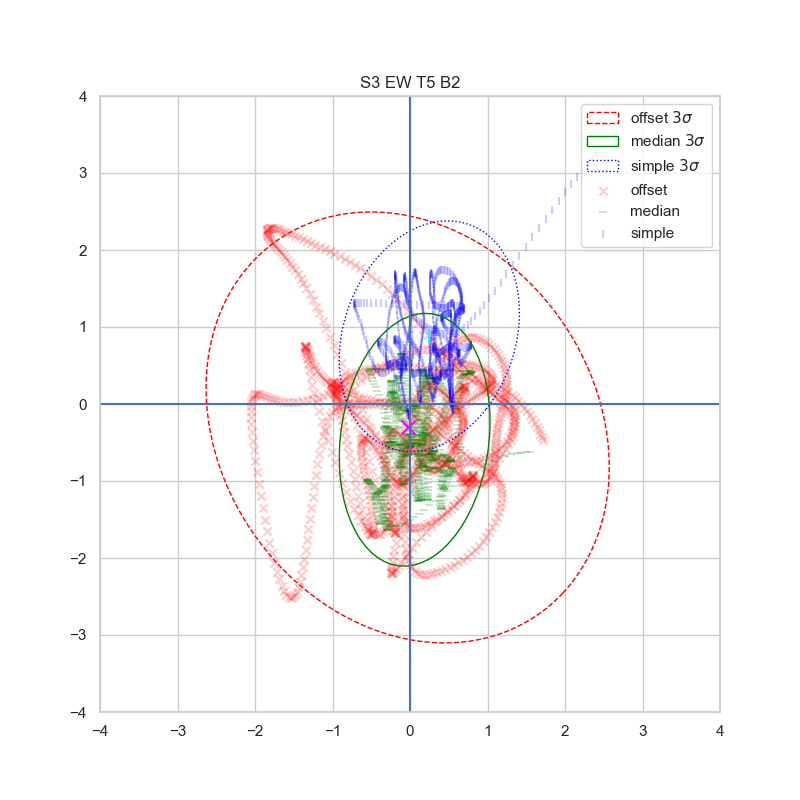 S3 EW T5 B2
offset 3σ
median 3σ
simple 3σ
offset
median
simple
4
3
2
1
0
−1
−2
−3
−4
−4 −3 −2 −1 0 1 2 3 4